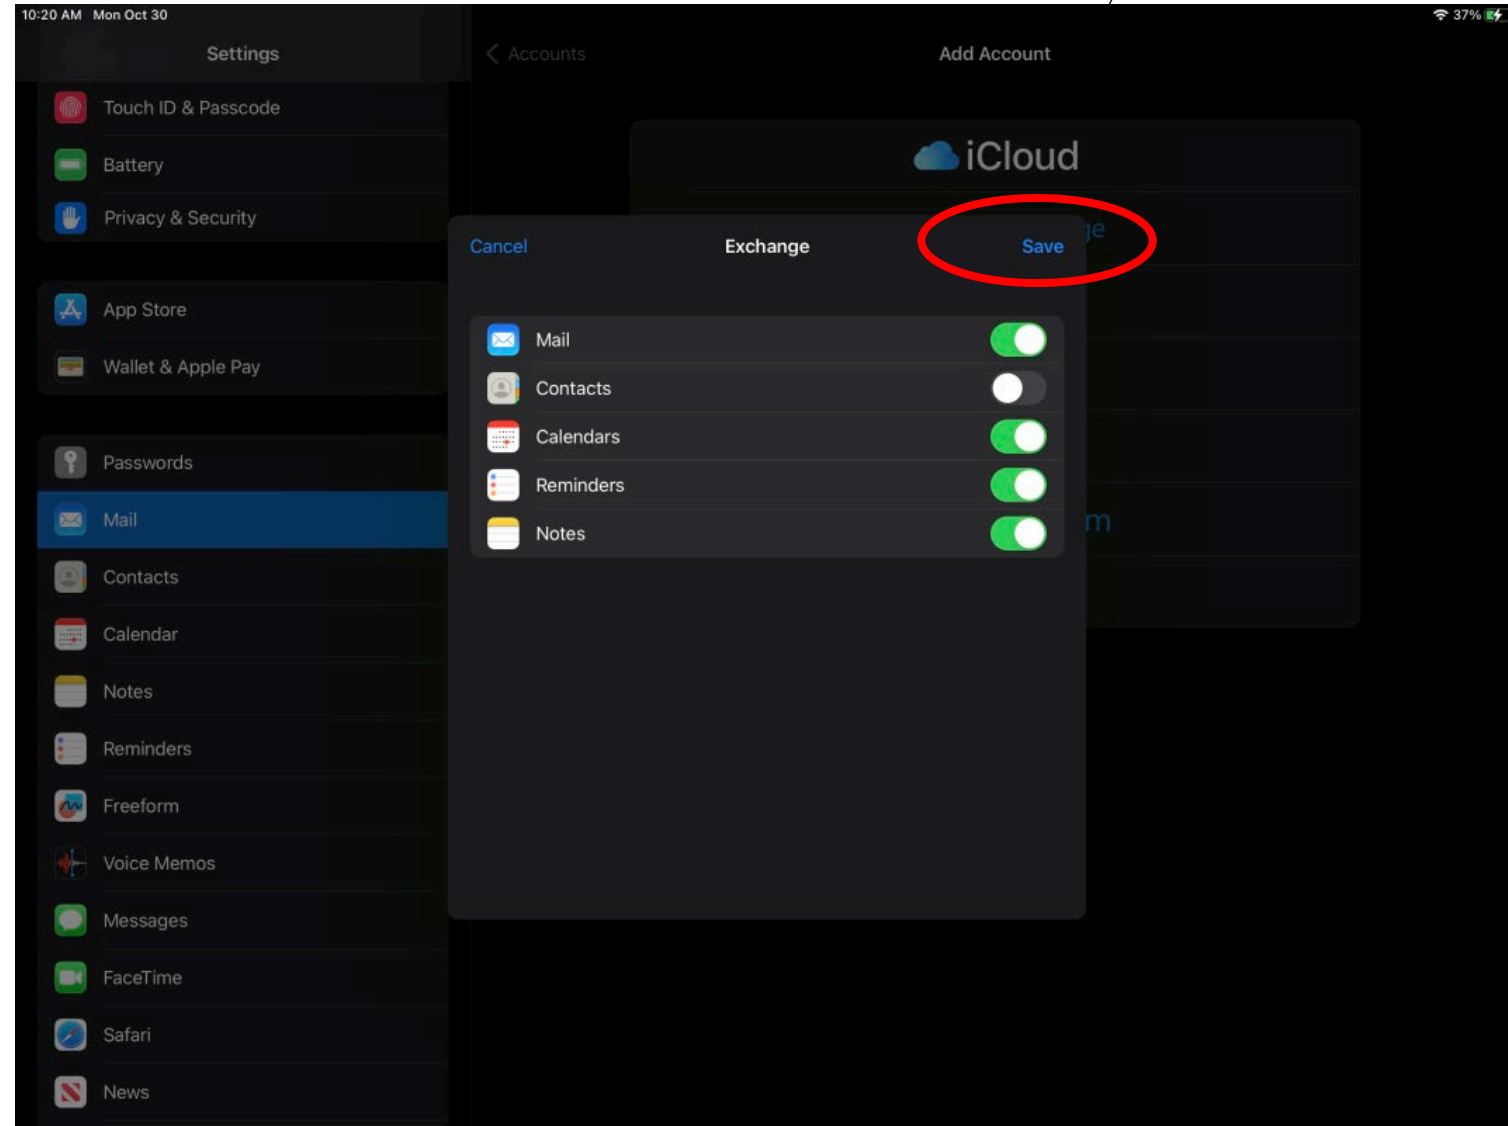 10:20 AM Mon Oct 30
37%
Settings
Accounts
Add Account
Touch ID & Passcode
Battery
Privacy & Security
App Store
Wallet & Apple Pay
Passwords
Mail
Contacts
Calendar
Notes
Reminders
Freeform
Voice Memos
Messages
FaceTime
Safari
News
iCloud
Cancel
Exchange
Save
Mail
Contacts
Calendars
Reminders
Notes